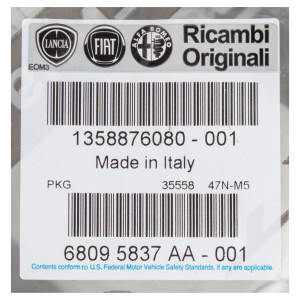 LANCIA
FIAT
ALFA ROMEO
Ricambi
Originali
EOM3
1358876080 - 001
Made in Italy
PKG 35558 47N-M5
6809 5837 AA - 001
Contents conform to U.S. Federal Motor Vehicle Safety Standards, if any are applicable.